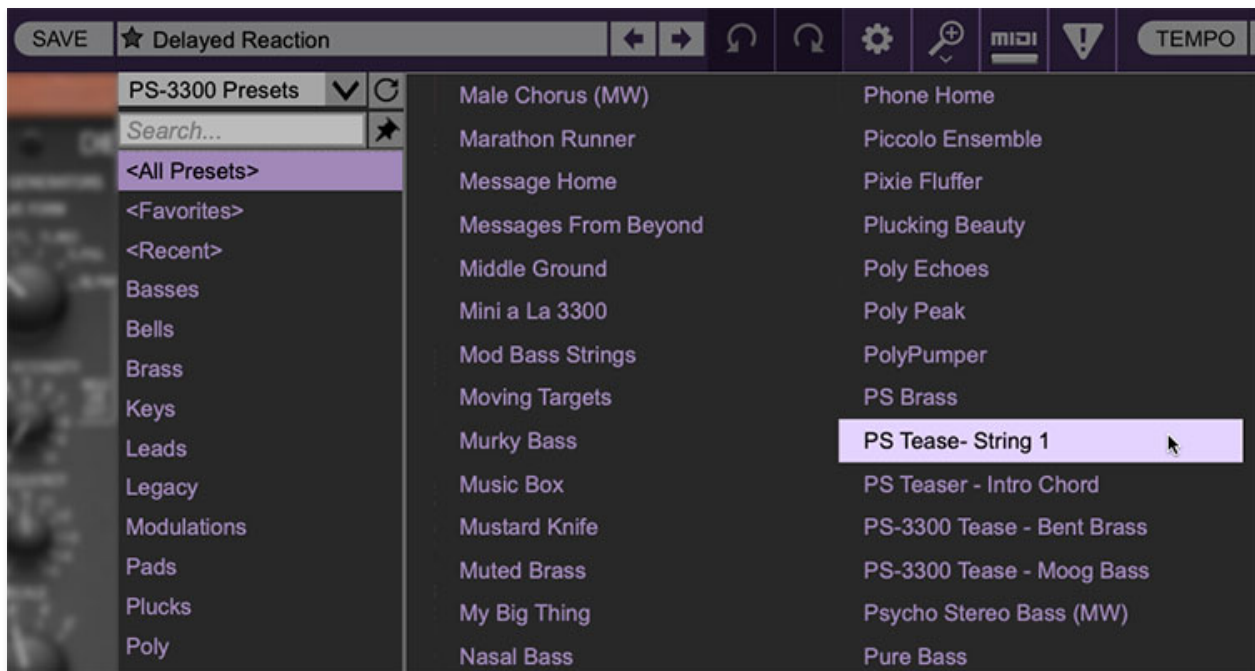 SAVE
Delayed Reaction
MIDI
TEMPO
PS-3300 Presets
Search...
<All Presets>
<Favorites>
<Recent>
Basses
Bells
Brass
Keys
Leads
Legacy
Modulations
Pads
Plucks
Poly
Male Chorus (MW)
Marathon Runner
Message Home
Messages From Beyond
Middle Ground
Mini a La 3300
Mod Bass Strings
Moving Targets
Murky Bass
Music Box
Mustard Knife
Muted Brass
My Big Thing
Nasal Bass
Phone Home
Piccolo Ensemble
Pixie Fluffer
Plucking Beauty
Poly Echoes
Poly Peak
PolyPumper
PS Brass
PS Tease- String 1
PS Teaser - Intro Chord
PS-3300 Tease - Bent Brass
PS-3300 Tease - Moog Bass
Psycho Stereo Bass (MW)
Pure Bass